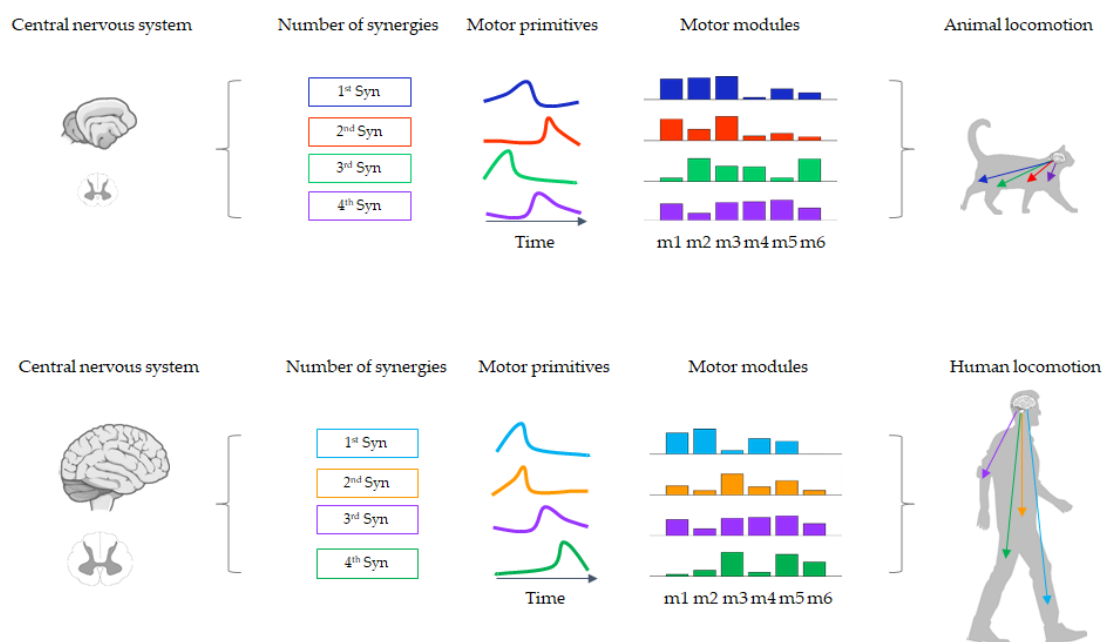 Central nervous system
Number of synergies
Motor primitives
Motor modules
Animal locomotion
1st Syn
2nd Syn
3rd Syn
4th Syn
Time
m1 m2 m3 m4 m5 m6
Central nervous system
Number of synergies
Motor primitives
Motor modules
Human locomotion
1st Syn
2nd Syn
3rd Syn
4th Syn
Time
m1 m2 m3 m4 m5 m6